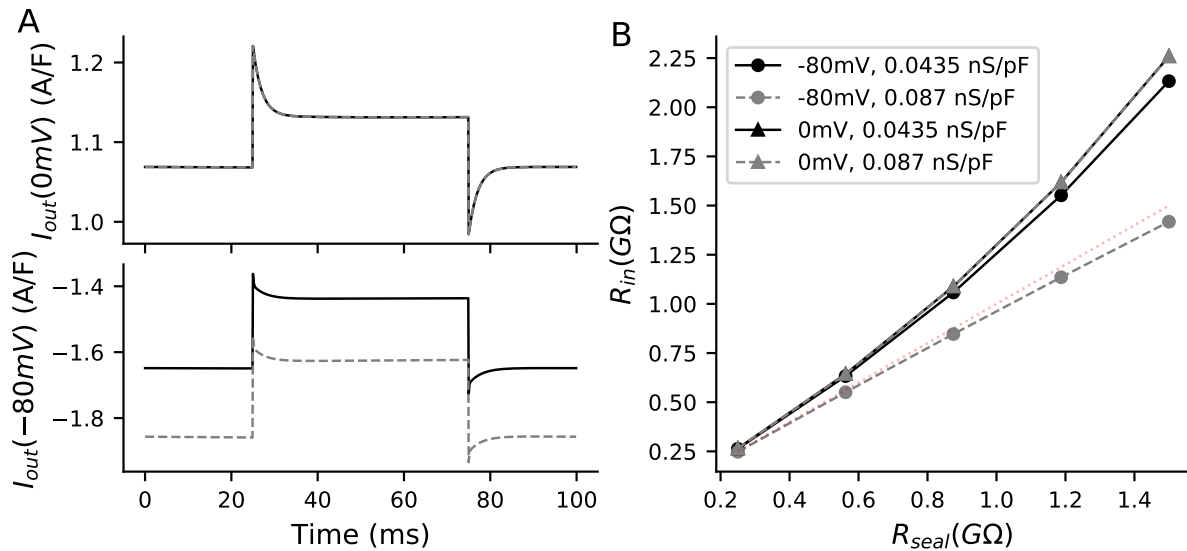 A
I_out(0mV) (A/F)
1.2
1.1
1.0
I_out(−80mV) (A/F)
−1.4
−1.6
−1.8
0 20 40 60 80 100
Time (ms)
B
R_in(GΩ)
2.25
2.00
1.75
1.50
1.25
1.00
0.75
0.50
0.25
-80mV, 0.0435 nS/pF
-80mV, 0.087 nS/pF
0mV, 0.0435 nS/pF
0mV, 0.087 nS/pF
0.2 0.4 0.6 0.8 1.0 1.2 1.4
R_seal(GΩ)